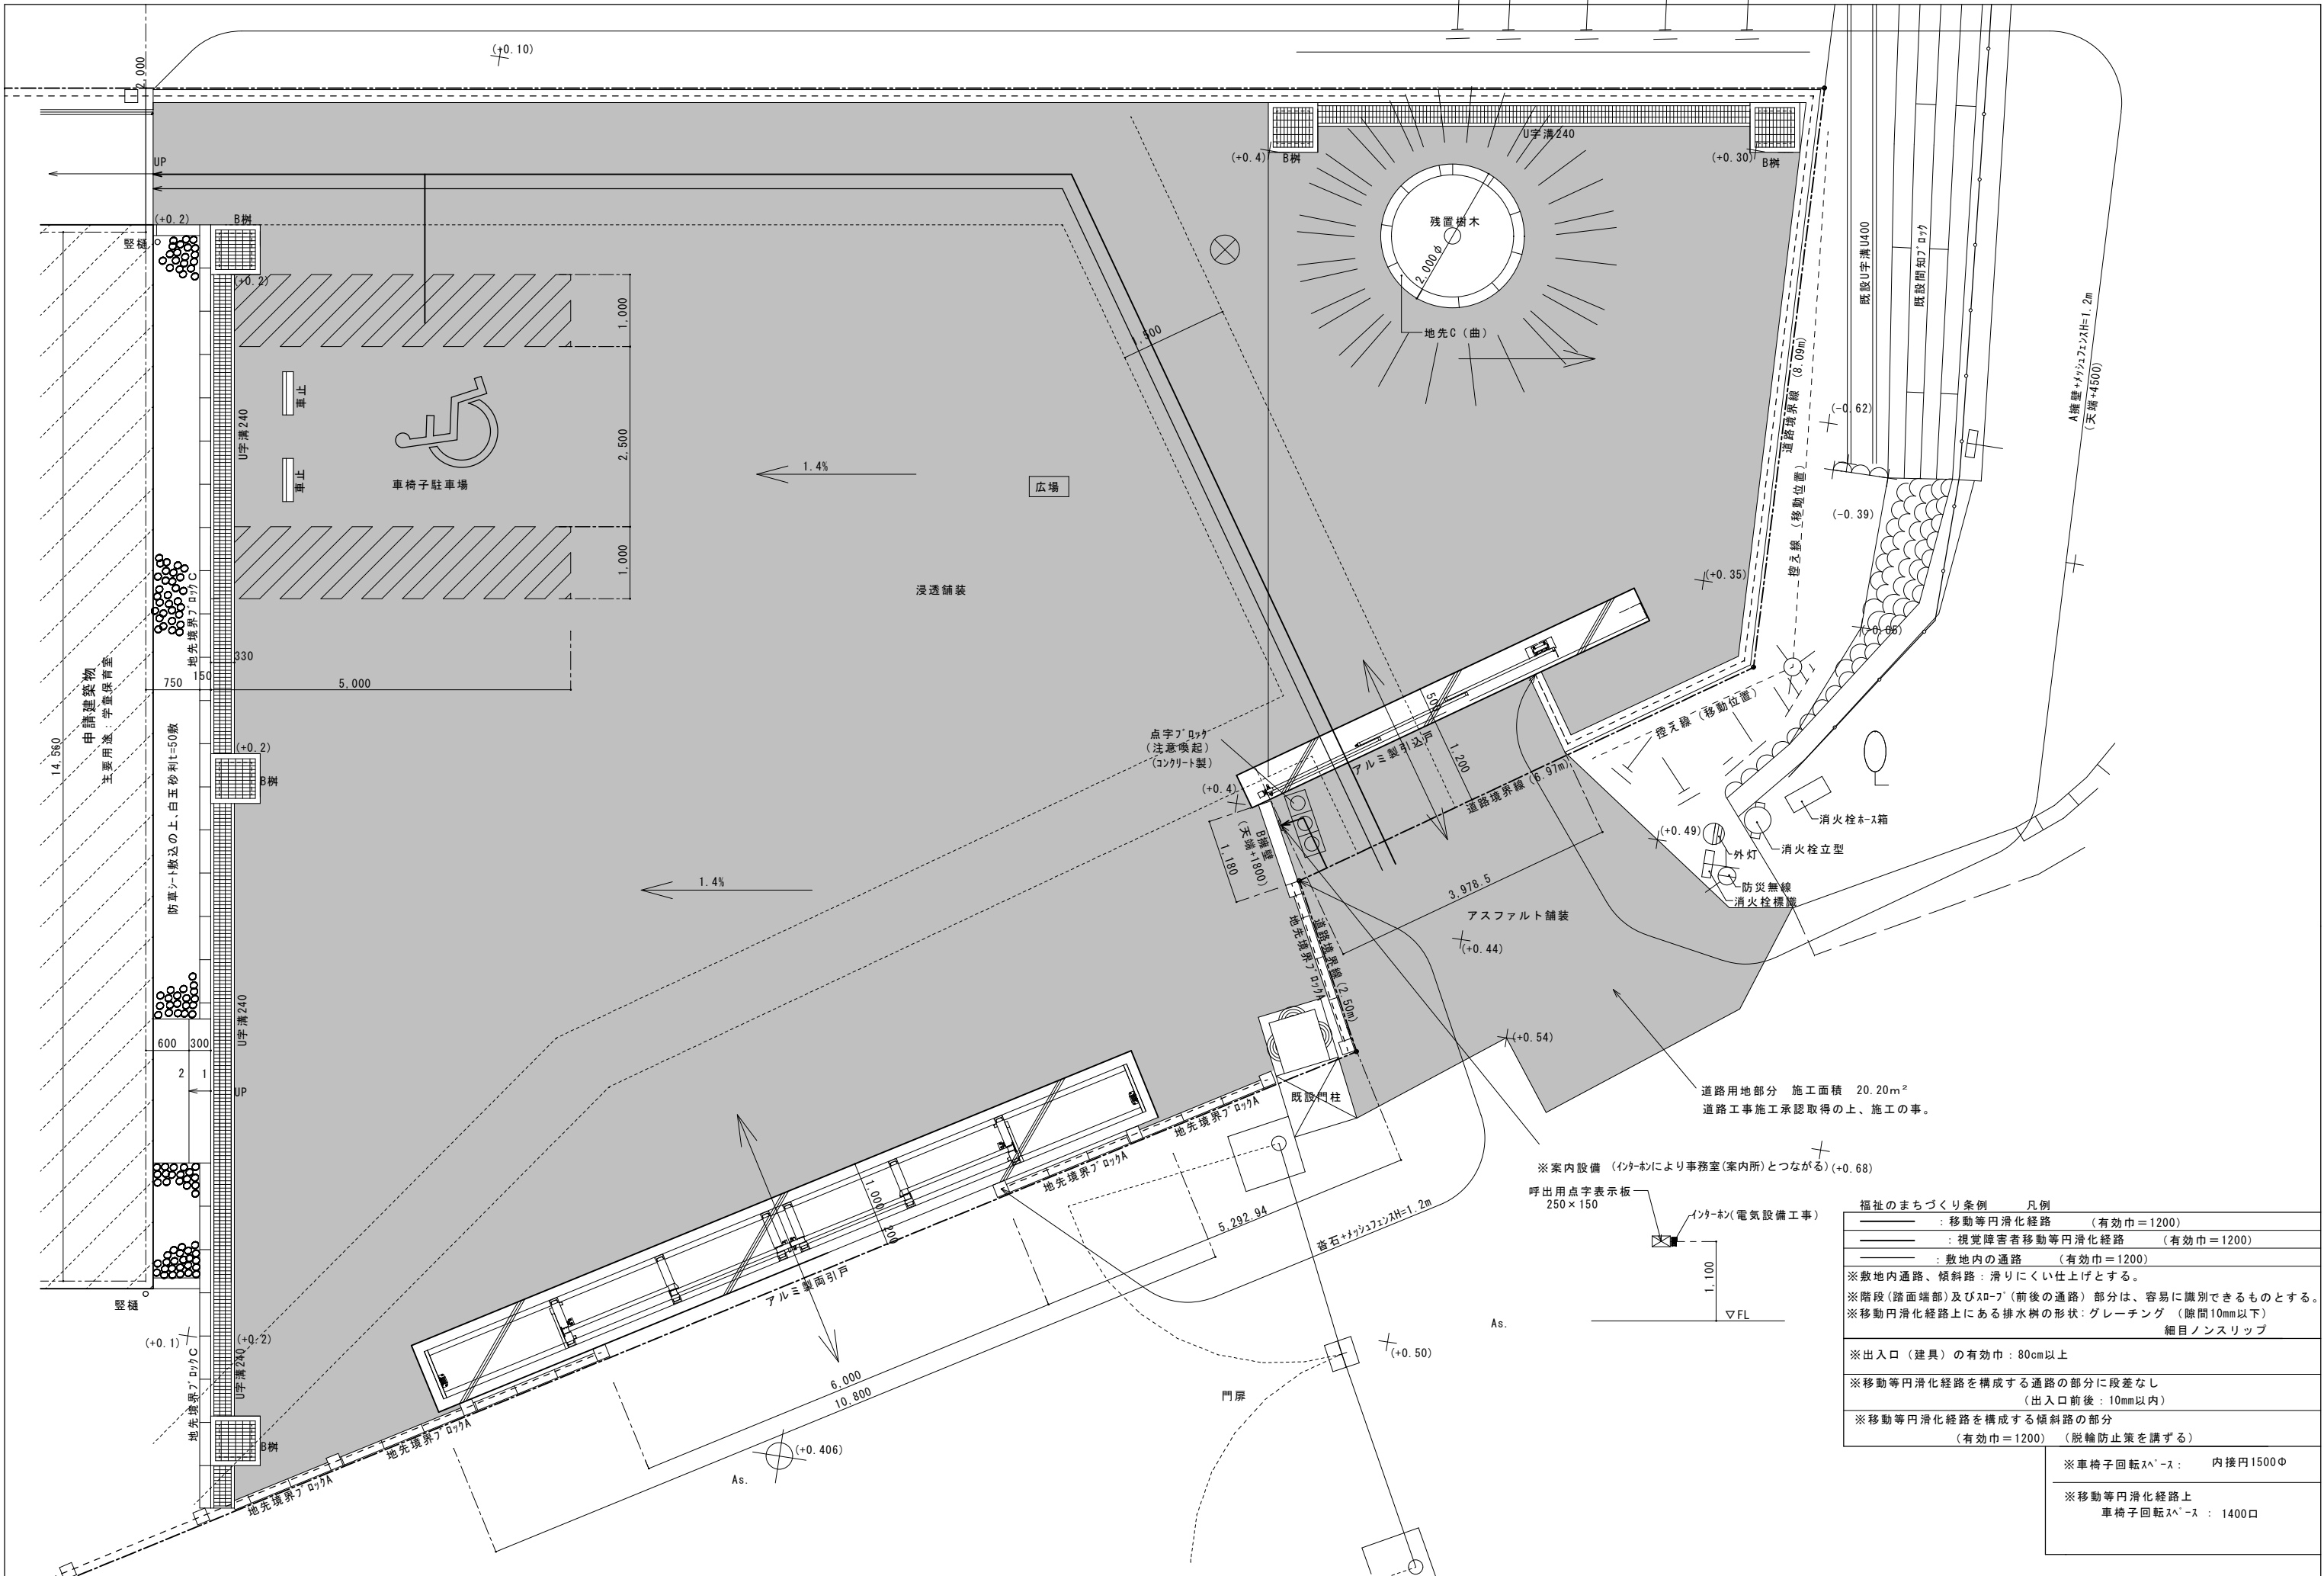 (+0.10)
2,000
UP
(+0.2)
竪樋
B桝
(+0.2)
U字溝240
(+0.4)
B桝
(+0.30)
B桝
残置樹木
2,000φ
地先C（曲）
既設U字溝U400
既設間知ブロック
A擁壁+メッシュフェンスH=1.2m
(天端+4500)
道路境界線 (8.09m)
(-0.62)
(-0.39)
控え線 (移動位置)
1,000
2,500
1,000
車止
車止
車椅子駐車場
U字溝240
1.4%
広場
浸透舗装
(+0.35)
(+0.05)
申請建築物
主要用途：学童保育室
14,560
地先境界ブロックC
330
750
150
5,000
(+0.2)
B桝
防草シート敷込の上、白玉砂利t=50敷
点字ブロック
(注意喚起)
(コンクリート製)
(+0.4)
500
1,200
アルミ製引込戸
道路境界線 (6.97m)
控え線 (移動位置)
B擁壁
(天端+1800)
1,180
3,978.5
(+0.49)
外灯
消火栓ホース箱
消火栓立型
防災無線
消火栓標識
1.4%
アスファルト舗装
(+0.44)
道路境界線 (2.50m)
地先境界ブロックA
(+0.54)
U字溝240
600
300
2
1
UP
既設門柱
道路用地部分　施工面積　20.20m²
道路工事施工承認取得の上、施工の事。
地先境界ブロックA
地先境界ブロックA
(+0.68)
※案内設備 (インターホンにより事務室(案内所)とつながる)
呼出用点字表示板
250×150
インターホン(電気設備工事)
1,100
▽FL
1,000
200
5,292.94
沓石+メッシュフェンスH=1.2m
アルミ製両引戸
竪樋
(+0.1)
(+0.2)
U字溝240
地先境界ブロックC
B桝
地先境界ブロックA
地先境界ブロックA
6,000
10,800
(+0.406)
As.
門扉
(+0.50)
As.
福祉のまちづくり条例　凡例
：移動等円滑化経路　(有効巾＝1200)
：視覚障害者移動等円滑化経路　(有効巾＝1200)
：敷地内の通路　(有効巾＝1200)
※敷地内通路、傾斜路：滑りにくい仕上げとする。
※階段(踏面端部)及びスロープ(前後の通路) 部分は、容易に識別できるものとする。
※移動円滑化経路上にある排水桝の形状：グレーチング (隙間10mm以下)
細目ノンスリップ
※出入口（建具）の有効巾：80cm以上
※移動等円滑化経路を構成する通路の部分に段差なし
(出入口前後：10mm以内)
※移動等円滑化経路を構成する傾斜路の部分
(有効巾＝1200)　(脱輪防止策を講ずる)
※車椅子回転スペース：　内接円1500Φ
※移動等円滑化経路上
車椅子回転スペース ： 1400口